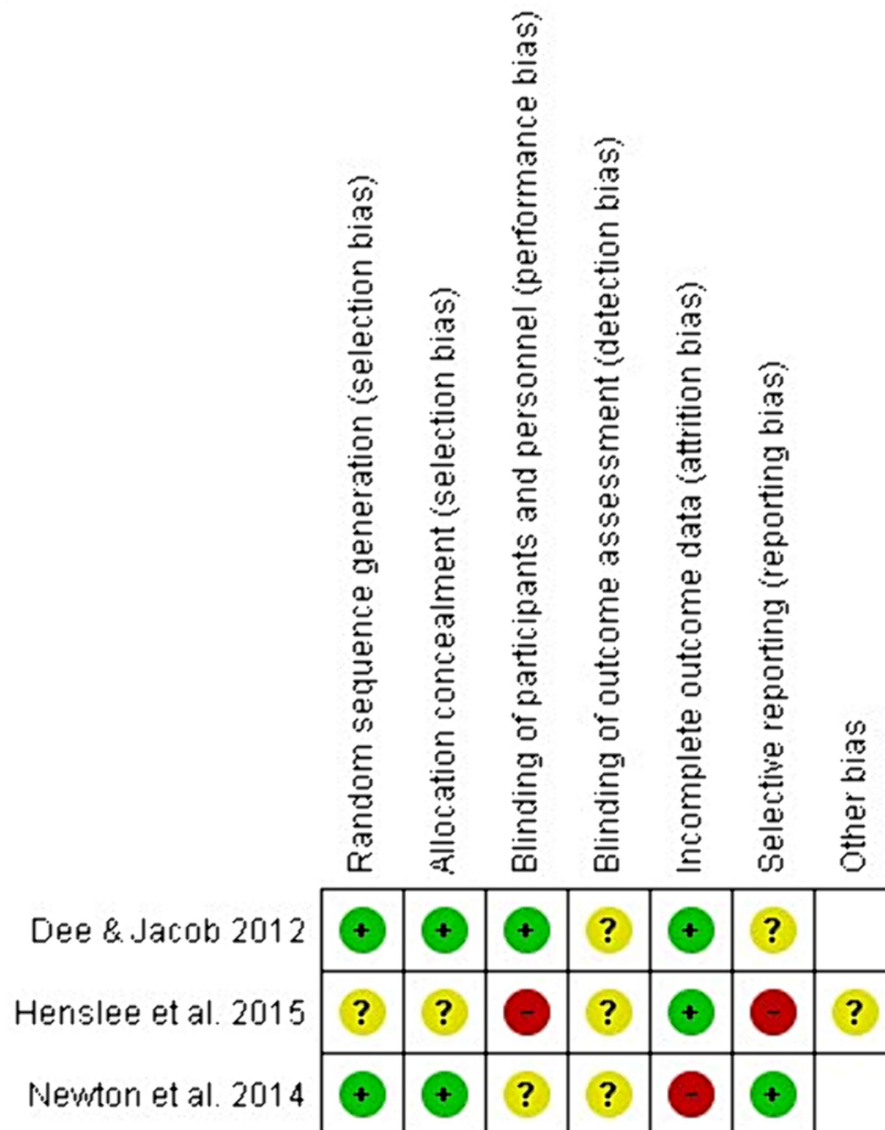 Random sequence generation (selection bias)
Allocation concealment (selection bias)
Blinding of participants and personnel (performance bias)
Blinding of outcome assessment (detection bias)
Incomplete outcome data (attrition bias)
Selective reporting (reporting bias)
Other bias
Dee & Jacob 2012 + + + ? + ?
Henslee et al. 2015 ? ? - ? + - ?
Newton et al. 2014 + + ? ? - +